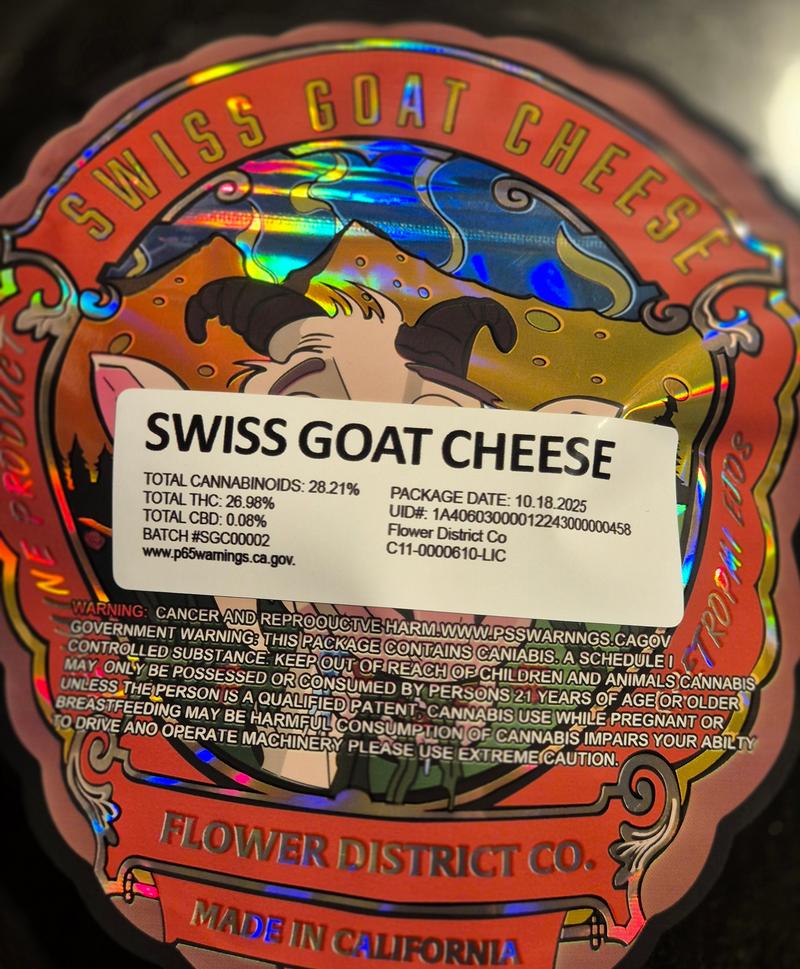 SWISS GOAT CHEESE
SWISS GOAT CHEESE
TOTAL CANNABINOIDS: 28.21%
TOTAL THC: 26.98%
TOTAL CBD: 0.08%
BATCH #SGC00002
www.p65warnings.ca.gov.
PACKAGE DATE: 10.18.2025
UID#: 1A4060300001224300000458
Flower District Co
C11-0000610-LIC
PRODUCT
WARNING: CANCER AND REPROOUCTVE HARM.WWW.PSSWARNNGS.CAGOV
GOVERNMENT WARNING: THIS PACKAGE CONTAINS CANIABIS. A SCHEDULE I
CONTROLLED SUBSTANCE. KEEP OUT OF REACH OF CHILDREN AND ANIMALS CANNABIS
MAY ONLY BE POSSESSED OR CONSUMED BY PERSONS 21 YEARS OF AGE OR OLDER
UNLESS THE PERSON IS A QUALIFIED PATENT. CANNABIS USE WHILE PREGNANT OR
BREASTFEEDING MAY BE HARMFUL CONSUMPTION OF CANNABIS IMPAIRS YOUR ABILTY
TO DRIVE ANO OPERATE MACHINERY PLEASE USE EXTREME CAUTION.
FLOWER DISTRICT CO.
MADE IN CALIFORNIA